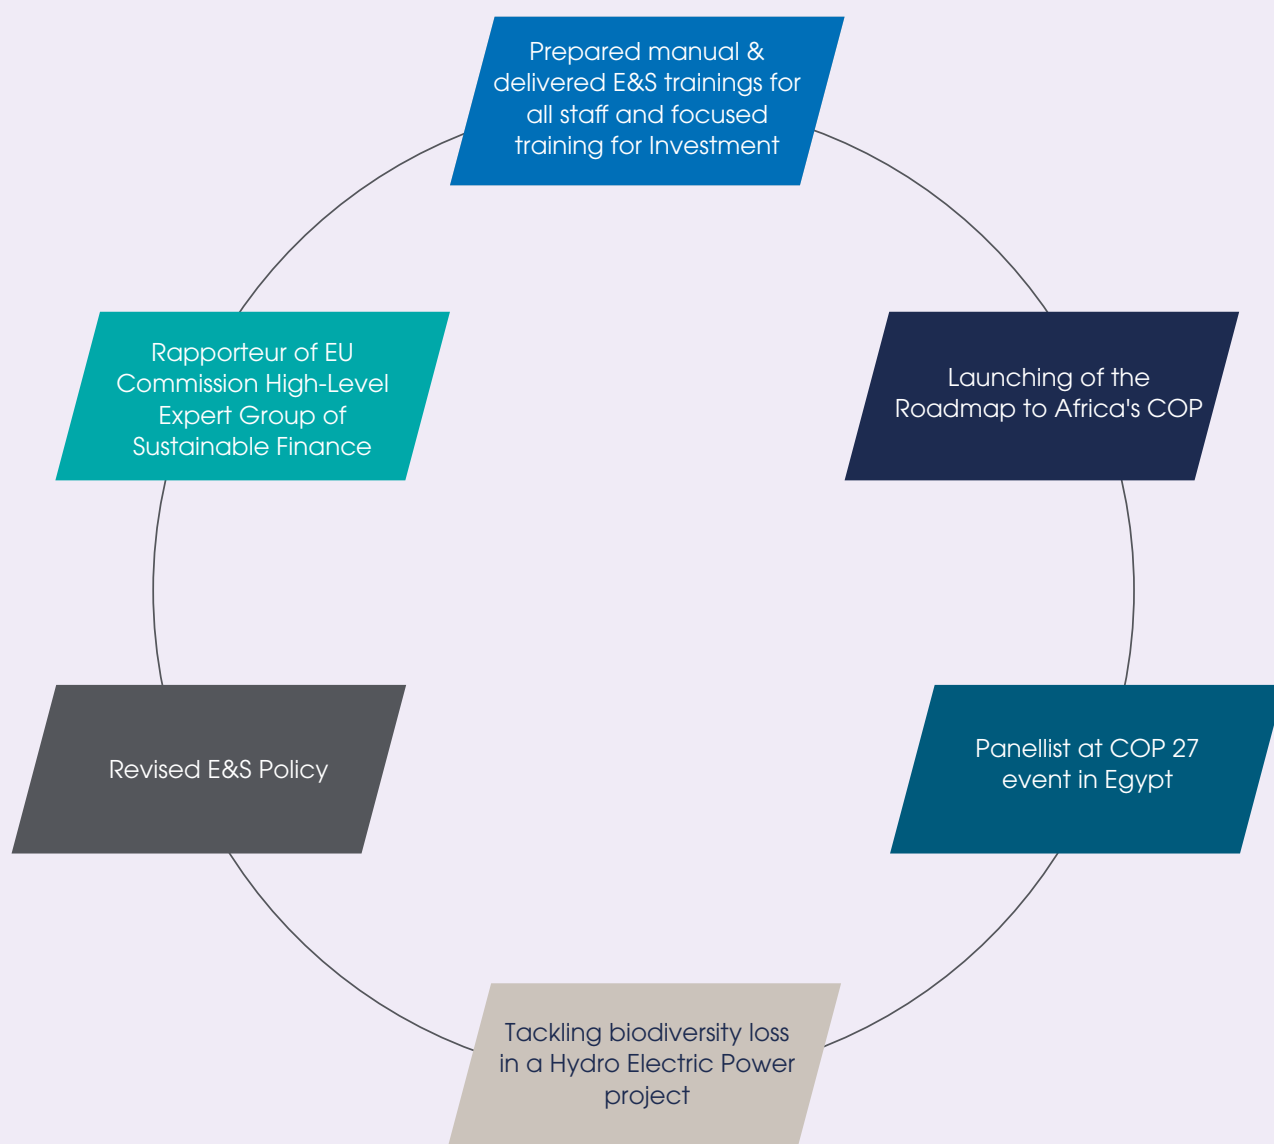 Prepared manual &
delivered E&S trainings for
all staff and focused
training for Investment
Rapporteur of EU
Commission High-Level
Expert Group of
Sustainable Finance
Launching of the
Roadmap to Africa's COP
Revised E&S Policy
Panellist at COP 27
event in Egypt
Tackling biodiversity loss
in a Hydro Electric Power
project